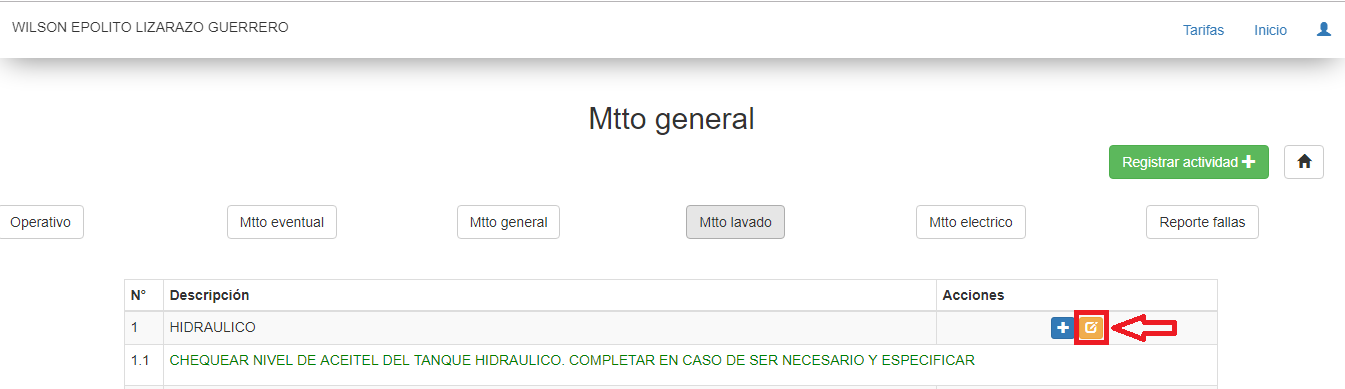 WILSON EPOLITO LIZARAZO GUERRERO
Tarifas Inicio
Mtto general
Registrar actividad
Operativo Mtto eventual Mtto general Mtto lavado Mtto electrico Reporte fallas
N° Descripción Acciones
1 HIDRAULICO
1.1 CHEQUEAR NIVEL DE ACEITEL DEL TANQUE HIDRAULICO. COMPLETAR EN CASO DE SER NECESARIO Y ESPECIFICAR